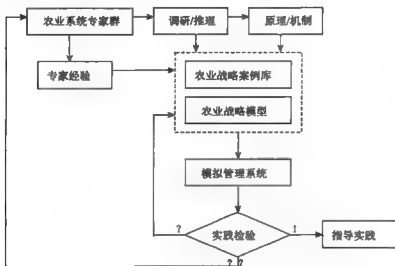 农业系统专家群
调研/推理
原理/机制
专家经验
农业战略案例库
农业战略模型
模拟管理系统
?
实践检验
!
指导实践
? ?